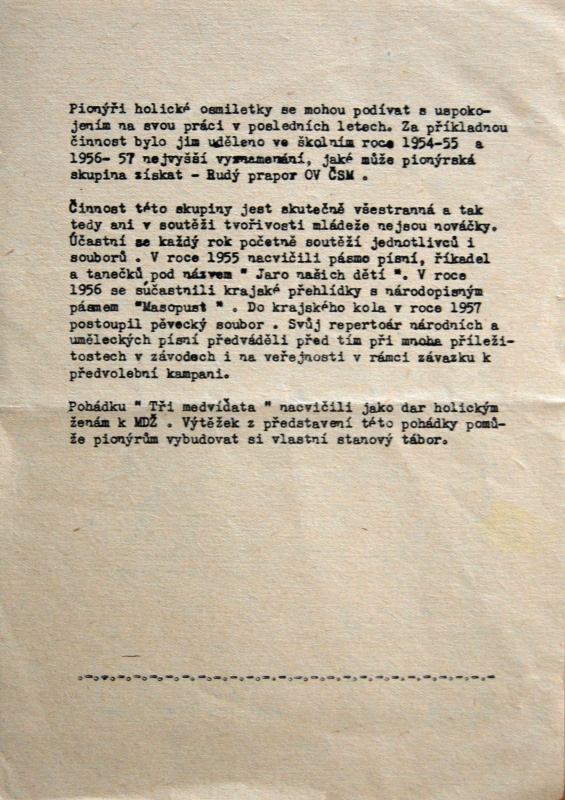 Pionýři holické osmiletky se mohou podívat s uspoko-
jením na svou práci v posledních letech. Za příkladnou
činnost bylo jim uděleno ve školním roce 1954-55 a
1956- 57 nejvyšší vyznamenání, jaké může pionýrská
skupina získat - Rudý prapor OV ČSM .
Činnost této skupiny jest skutečně všestranná a tak
tedy ani v soutěži tvořivosti mládeže nejsou nováčky.
Účastní se každý rok početně soutěží jednotlivců i
souborů . V roce 1955 nacvičili pásmo písní, říkadel
a tanečků pod názvem " Jaro našich dětí ". V roce
1956 se súčastnili krajské přehlídky s národopisným
pásmem "Masopust " . Do krajského kola v roce 1957
postoupil pěvecký soubor . Svůj repertoár národních a
uměleckých písní předváděli před tím při mnoha příleži-
tostech v závodech i na veřejnosti v rámci závazku k
předvolební kampani.
Pohádku " Tři medvíďata " nacvičili jako dar holickým
ženám k MDŽ . Výtěžek z představení této pohádky pomů-
že pionýrům vybudovat si vlastní stanový tábor.